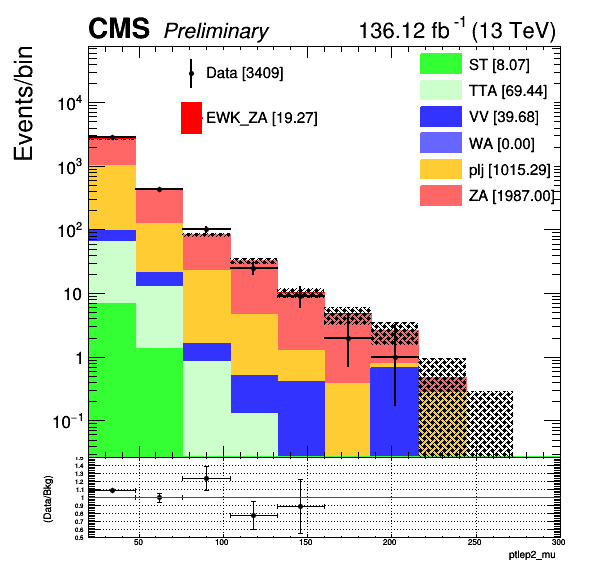 CMS Preliminary 136.12 fb⁻¹ (13 TeV)
Events/bin
Data [3409]
EWK_ZA [19.27]
ST [8.07]
TTA [69.44]
VV [39.68]
WA [0.00]
plj [1015.29]
ZA [1987.00]
10⁴
10³
10²
10
1
10⁻¹
(Data/Bkg)
1.5
1.4
1.3
1.2
1.1
1
0.9
0.8
0.7
0.6
0.5
50 100 150 200 250 300
ptlep2_mu